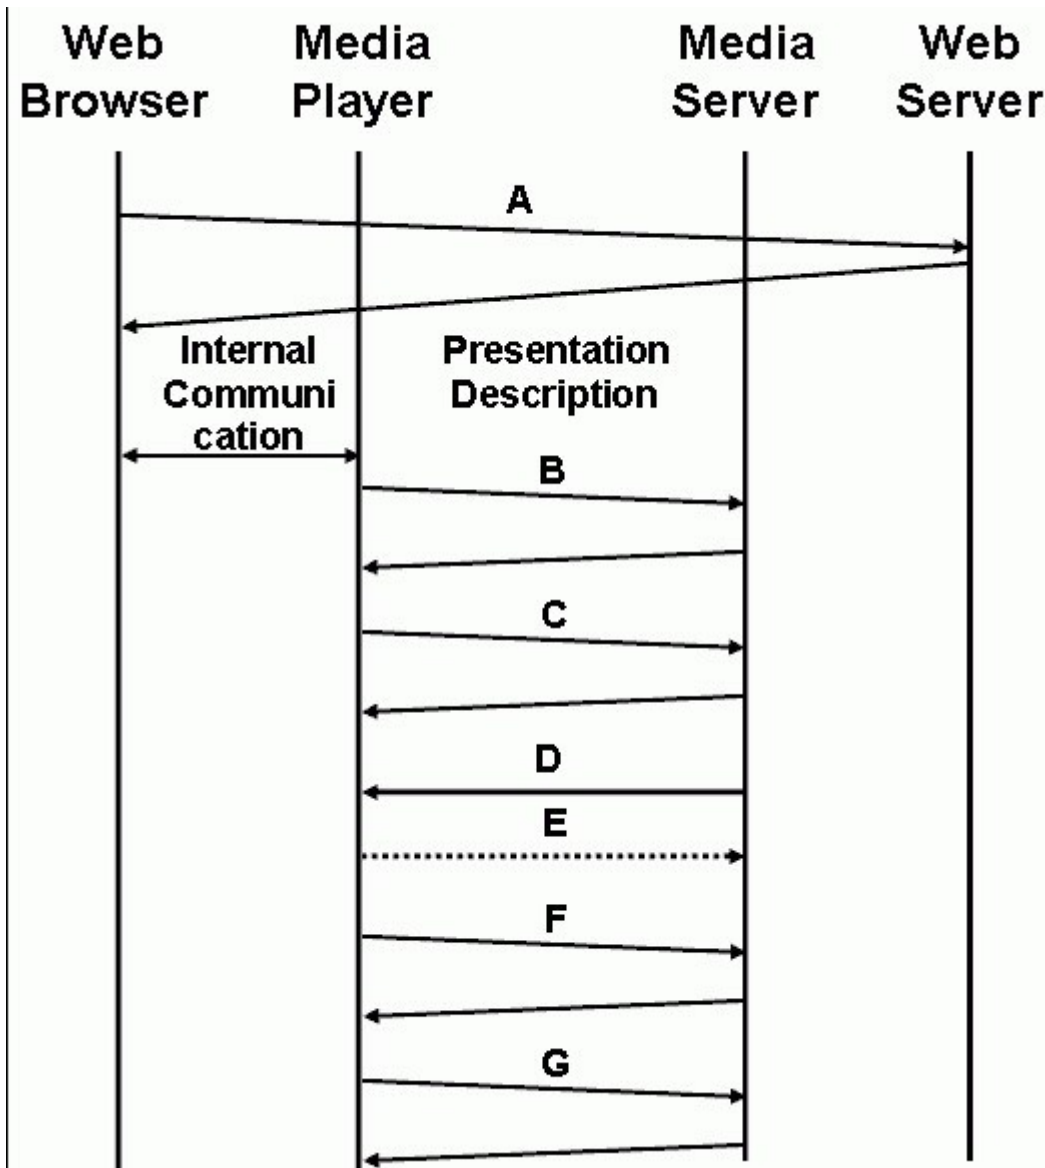 Web
Browser
Media
Player
Media
Server
Web
Server
A
Internal
Communi
cation
Presentation
Description
B
C
D
E
F
G